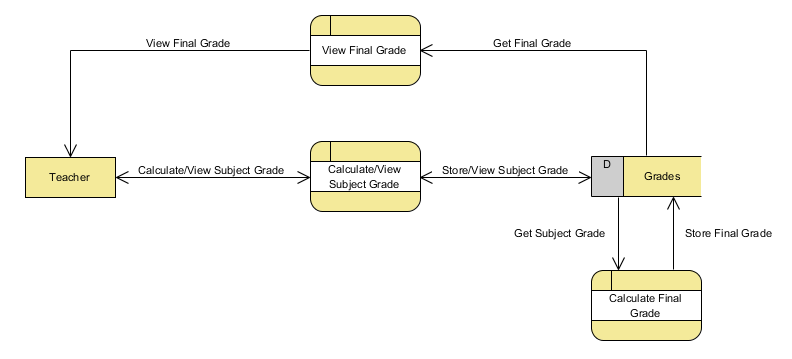 View Final Grade
View Final Grade
Get Final Grade
Teacher
Calculate/View Subject Grade
Calculate/View
Subject Grade
Store/View Subject Grade
D
Grades
Get Subject Grade
Store Final Grade
Calculate Final
Grade